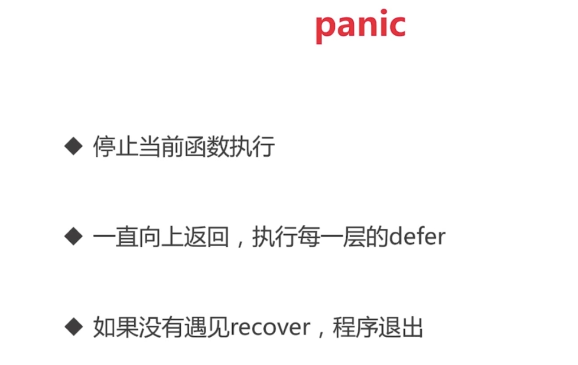 panic
◆ 停止当前函数执行
◆ 一直向上返回，执行每一层的defer
◆ 如果没有遇见recover，程序退出